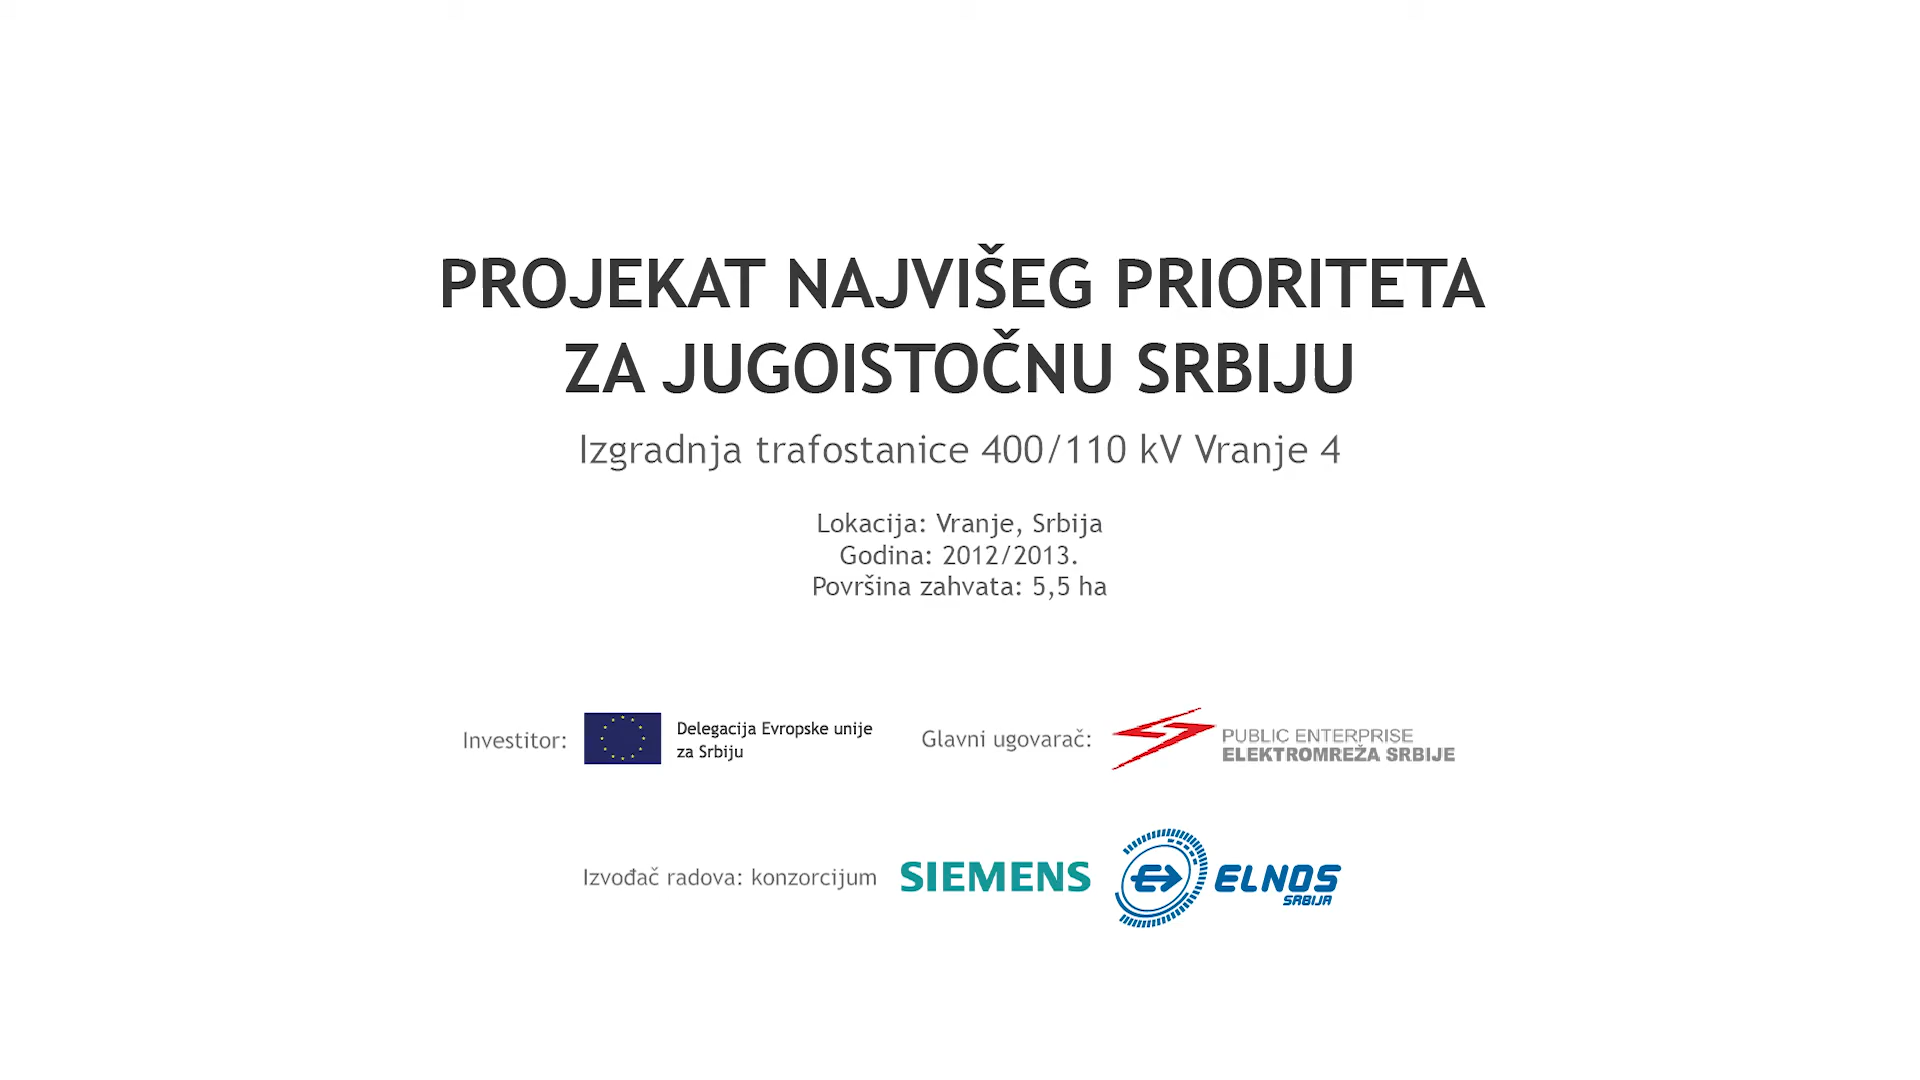 PROJEKAT NAJVIŠEG PRIORITETA
ZA JUGOISTOČNU SRBIJU
Izgradnja trafostanice 400/110 kV Vranje 4
Lokacija: Vranje, Srbija
Godina: 2012/2013.
Površina zahvata: 5,5 ha
Investitor:
Delegacija Evropske unije
za Srbiju
Glavni ugovarač:
PUBLIC ENTERPRISE
ELEKTROMREŽA SRBIJE
Izvođač radova: konzorcijum
SIEMENS
ELNOS
SRBIJA